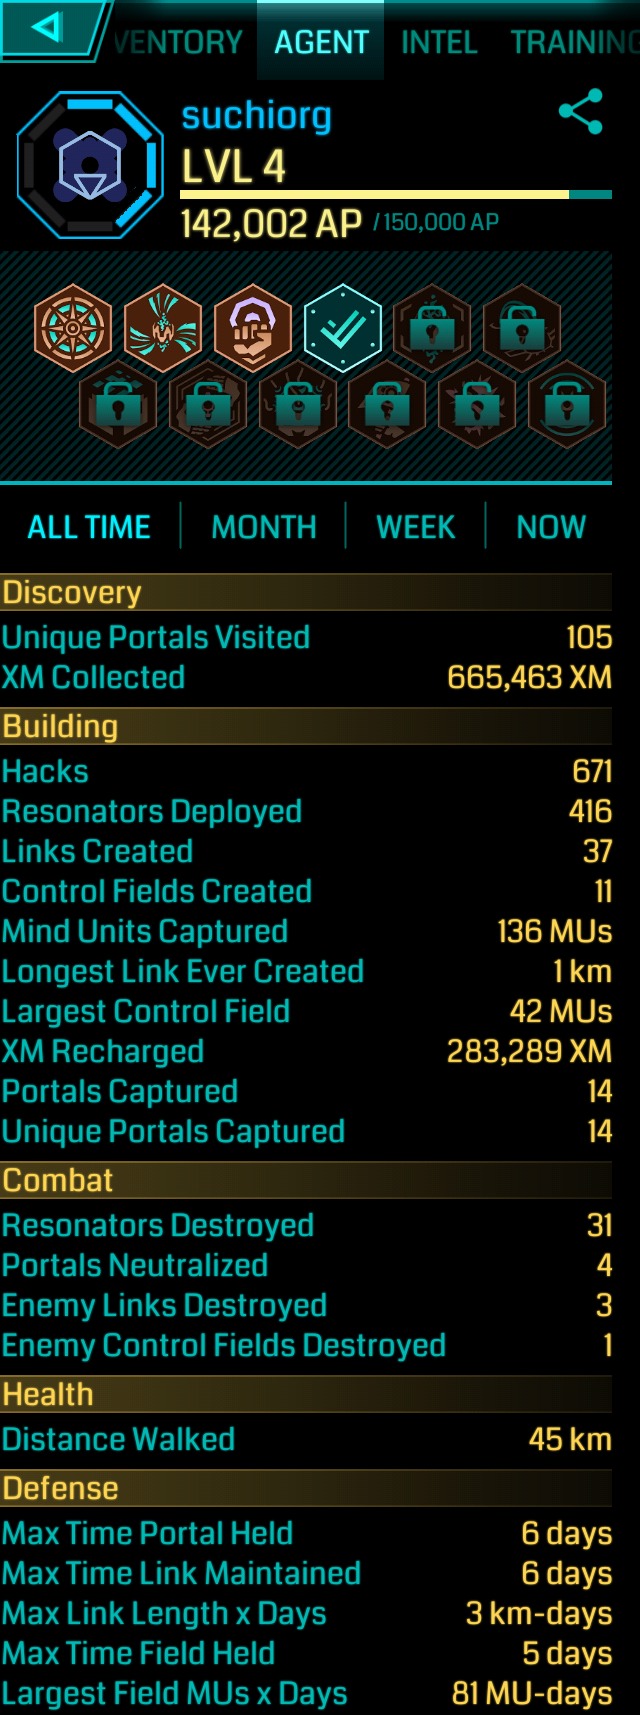 VENTORY AGENT INTEL TRAINING
suchiorg
LVL 4
142,002 AP / 150,000 AP
ALL TIME MONTH WEEK NOW
Discovery
Unique Portals Visited 105
XM Collected 665,463 XM
Building
Hacks 671
Resonators Deployed 416
Links Created 37
Control Fields Created 11
Mind Units Captured 136 MUs
Longest Link Ever Created 1 km
Largest Control Field 42 MUs
XM Recharged 283,289 XM
Portals Captured 14
Unique Portals Captured 14
Combat
Resonators Destroyed 31
Portals Neutralized 4
Enemy Links Destroyed 3
Enemy Control Fields Destroyed 1
Health
Distance Walked 45 km
Defense
Max Time Portal Held 6 days
Max Time Link Maintained 6 days
Max Link Length x Days 3 km-days
Max Time Field Held 5 days
Largest Field MUs x Days 81 MU-days